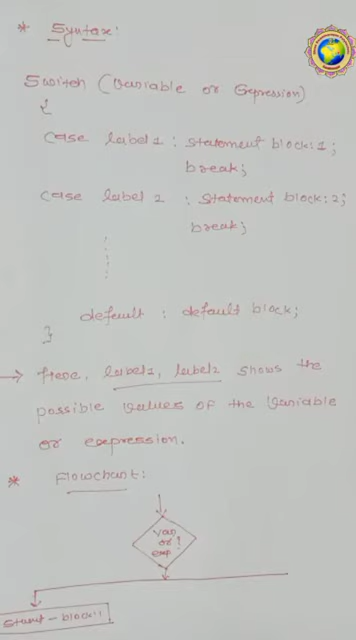 * Syntax:
Switch (Variable or Expression)
{
case label1 : statement block:1;
break;
case label 2 : Statement block:2;
break;
default : default block;
}
→ Here, label1, label2 shows the
possible values of the variable
or expression.
* Flowchart:
Var
or ?
exp
stmt-block:1